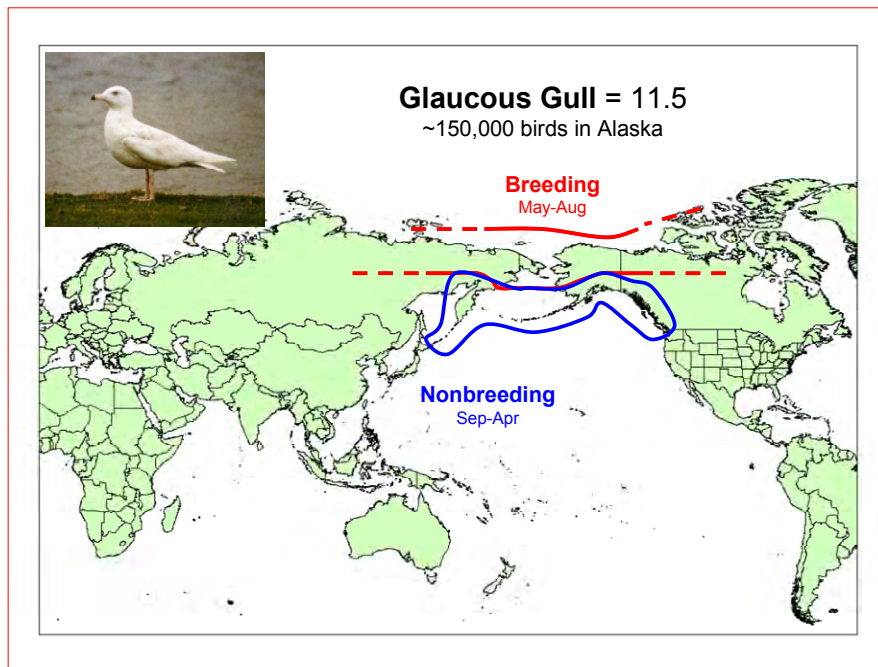 Glaucous Gull = 11.5
~150,000 birds in Alaska
Breeding
May-Aug
Nonbreeding
Sep-Apr